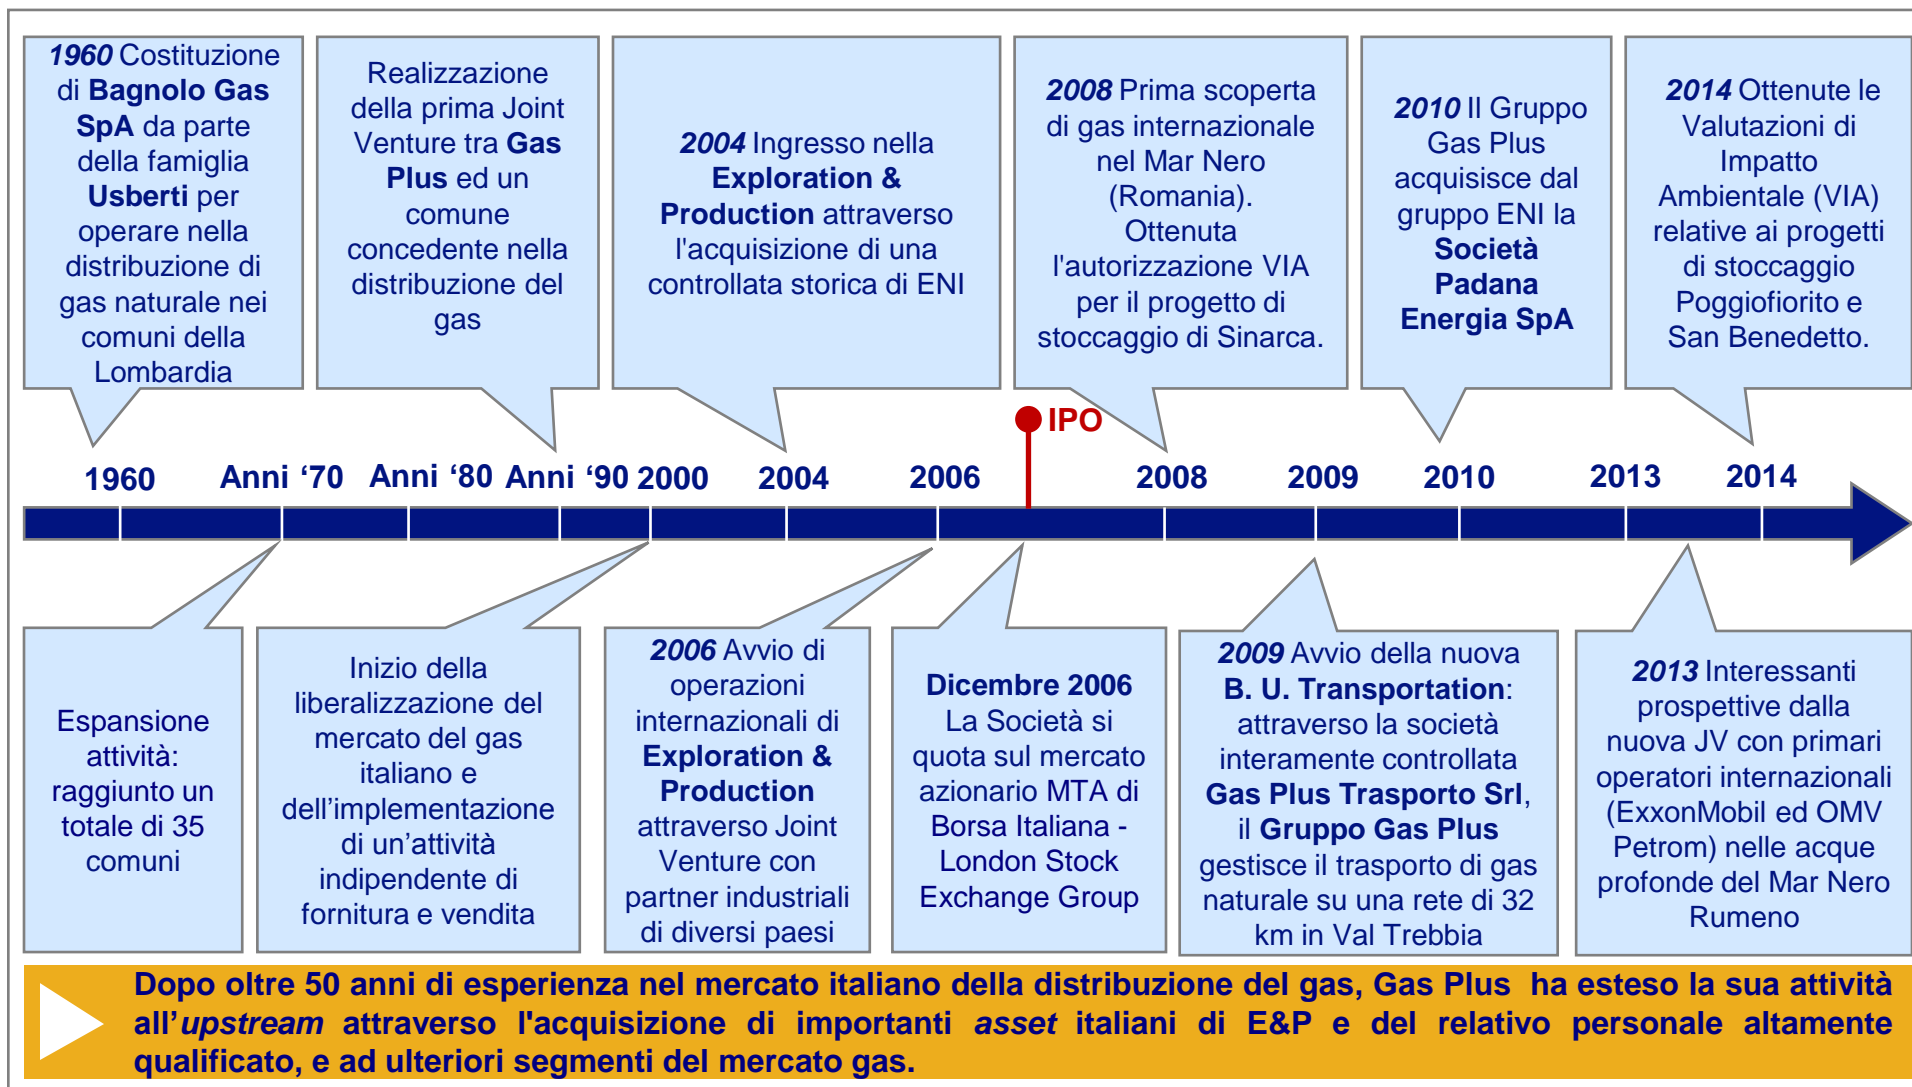 1960 Costituzione
di Bagnolo Gas
SpA da parte
della famiglia
Usberti per
operare nella
distribuzione di
gas naturale nei
comuni della
Lombardia
Realizzazione
della prima Joint
Venture tra Gas
Plus ed un
comune
concedente nella
distribuzione del
gas
2004 Ingresso nella
Exploration &
Production attraverso
l'acquisizione di una
controllata storica di ENI
2008 Prima scoperta
di gas internazionale
nel Mar Nero
(Romania).
Ottenuta
l'autorizzazione VIA
per il progetto di
stoccaggio di Sinarca.
2010 Il Gruppo
Gas Plus
acquisisce dal
gruppo ENI la
Società
Padana
Energia SpA
2014 Ottenute le
Valutazioni di
Impatto
Ambientale (VIA)
relative ai progetti
di stoccaggio
Poggiofiorito e
San Benedetto.
IPO
1960 Anni ‘70 Anni ‘80 Anni ‘90 2000 2004 2006 2008 2009 2010 2013 2014
Espansione
attività:
raggiunto un
totale di 35
comuni
Inizio della
liberalizzazione del
mercato del gas
italiano e
dell’implementazione
di un’attività
indipendente di
fornitura e vendita
2006 Avvio di
operazioni
internazionali di
Exploration &
Production
attraverso Joint
Venture con
partner industriali
di diversi paesi
Dicembre 2006
La Società si
quota sul mercato
azionario MTA di
Borsa Italiana -
London Stock
Exchange Group
2009 Avvio della nuova
B. U. Transportation:
attraverso la società
interamente controllata
Gas Plus Trasporto Srl,
il Gruppo Gas Plus
gestisce il trasporto di gas
naturale su una rete di 32
km in Val Trebbia
2013 Interessanti
prospettive dalla
nuova JV con primari
operatori internazionali
(ExxonMobil ed OMV
Petrom) nelle acque
profonde del Mar Nero
Rumeno
Dopo oltre 50 anni di esperienza nel mercato italiano della distribuzione del gas, Gas Plus ha esteso la sua attività
all’upstream attraverso l'acquisizione di importanti asset italiani di E&P e del relativo personale altamente
qualificato, e ad ulteriori segmenti del mercato gas.